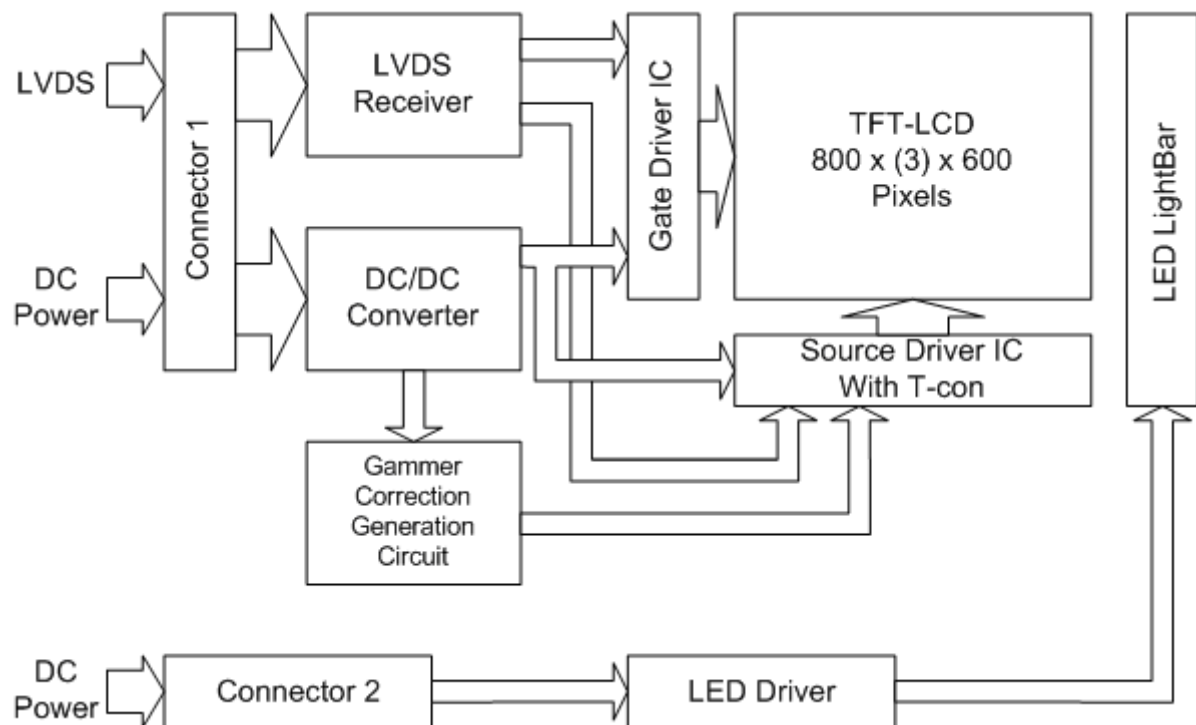 LVDS
Connector 1
LVDS
Receiver
Gate Driver IC
TFT-LCD
800 x (3) x 600
Pixels
LED LightBar
DC
Power
DC/DC
Converter
Source Driver IC
With T-con
Gammer
Correction
Generation
Circuit
DC
Power
Connector 2
LED Driver